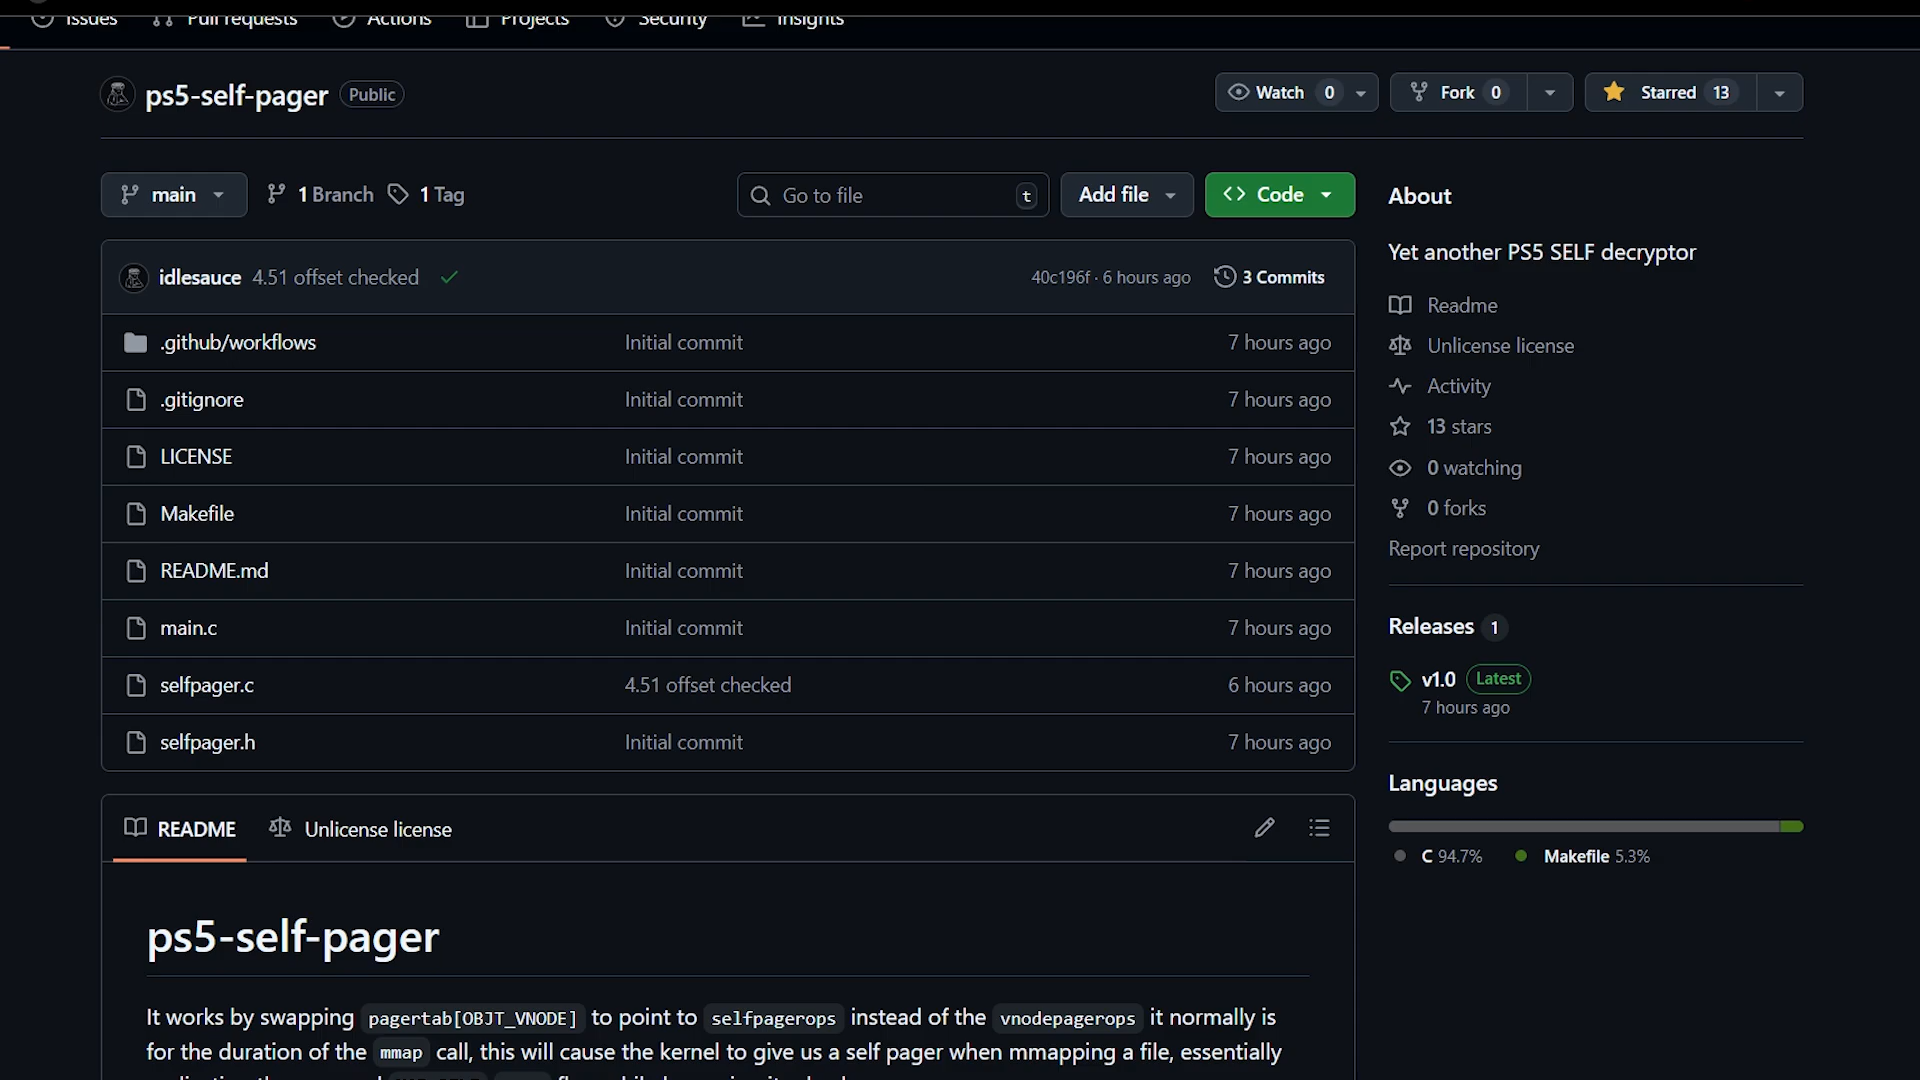 Issues Pull requests Actions Projects Security Insights
ps5-self-pager Public Watch 0 Fork 0 Starred 13
main 1 Branch 1 Tag Go to file t Add file Code
About
Yet another PS5 SELF decryptor
idlesauce 4.51 offset checked 40c196f · 6 hours ago 3 Commits
Readme
.github/workflows Initial commit 7 hours ago
Unlicense license
Activity
.gitignore Initial commit 7 hours ago
13 stars
LICENSE Initial commit 7 hours ago
0 watching
Makefile Initial commit 7 hours ago
0 forks
Report repository
README.md Initial commit 7 hours ago
main.c Initial commit 7 hours ago
Releases 1
selfpager.c 4.51 offset checked 6 hours ago
v1.0 Latest
7 hours ago
selfpager.h Initial commit 7 hours ago
Languages
C 94.7% Makefile 5.3%
README Unlicense license
ps5-self-pager
It works by swapping pagertab[OBJT_VNODE] to point to selfpagerops instead of the vnodepagerops it normally is
for the duration of the mmap call, this will cause the kernel to give us a self pager when mmapping a file, essentially